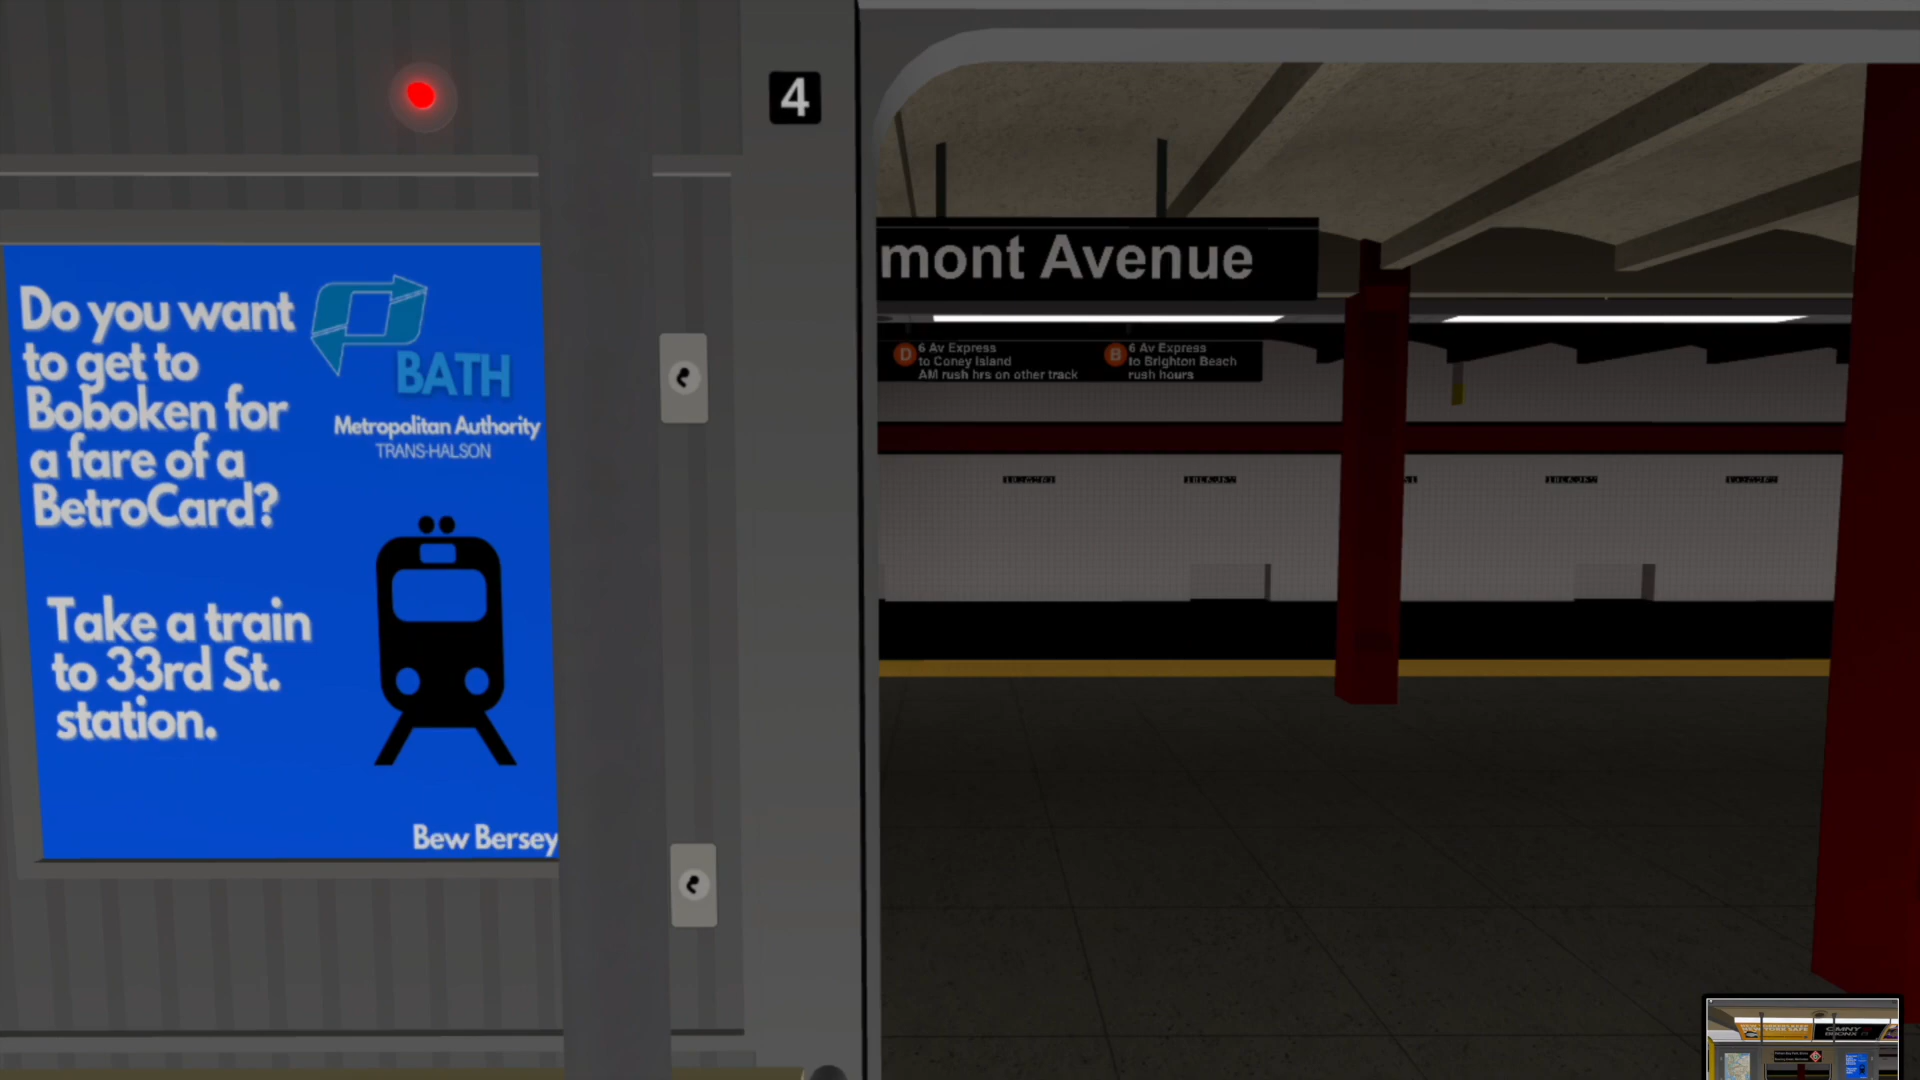 4
Do you want
to get to
Boboken for
a fare of a
BetroCard?
BATH
Metropolitan Authority
TRANS-HALSON
Take a train
to 33rd St.
station.
Bew Bersey
mont Avenue
D 6 Av Express
to Coney Island
AM rush hrs on other track
B 6 Av Express
to Brighton Beach
rush hours